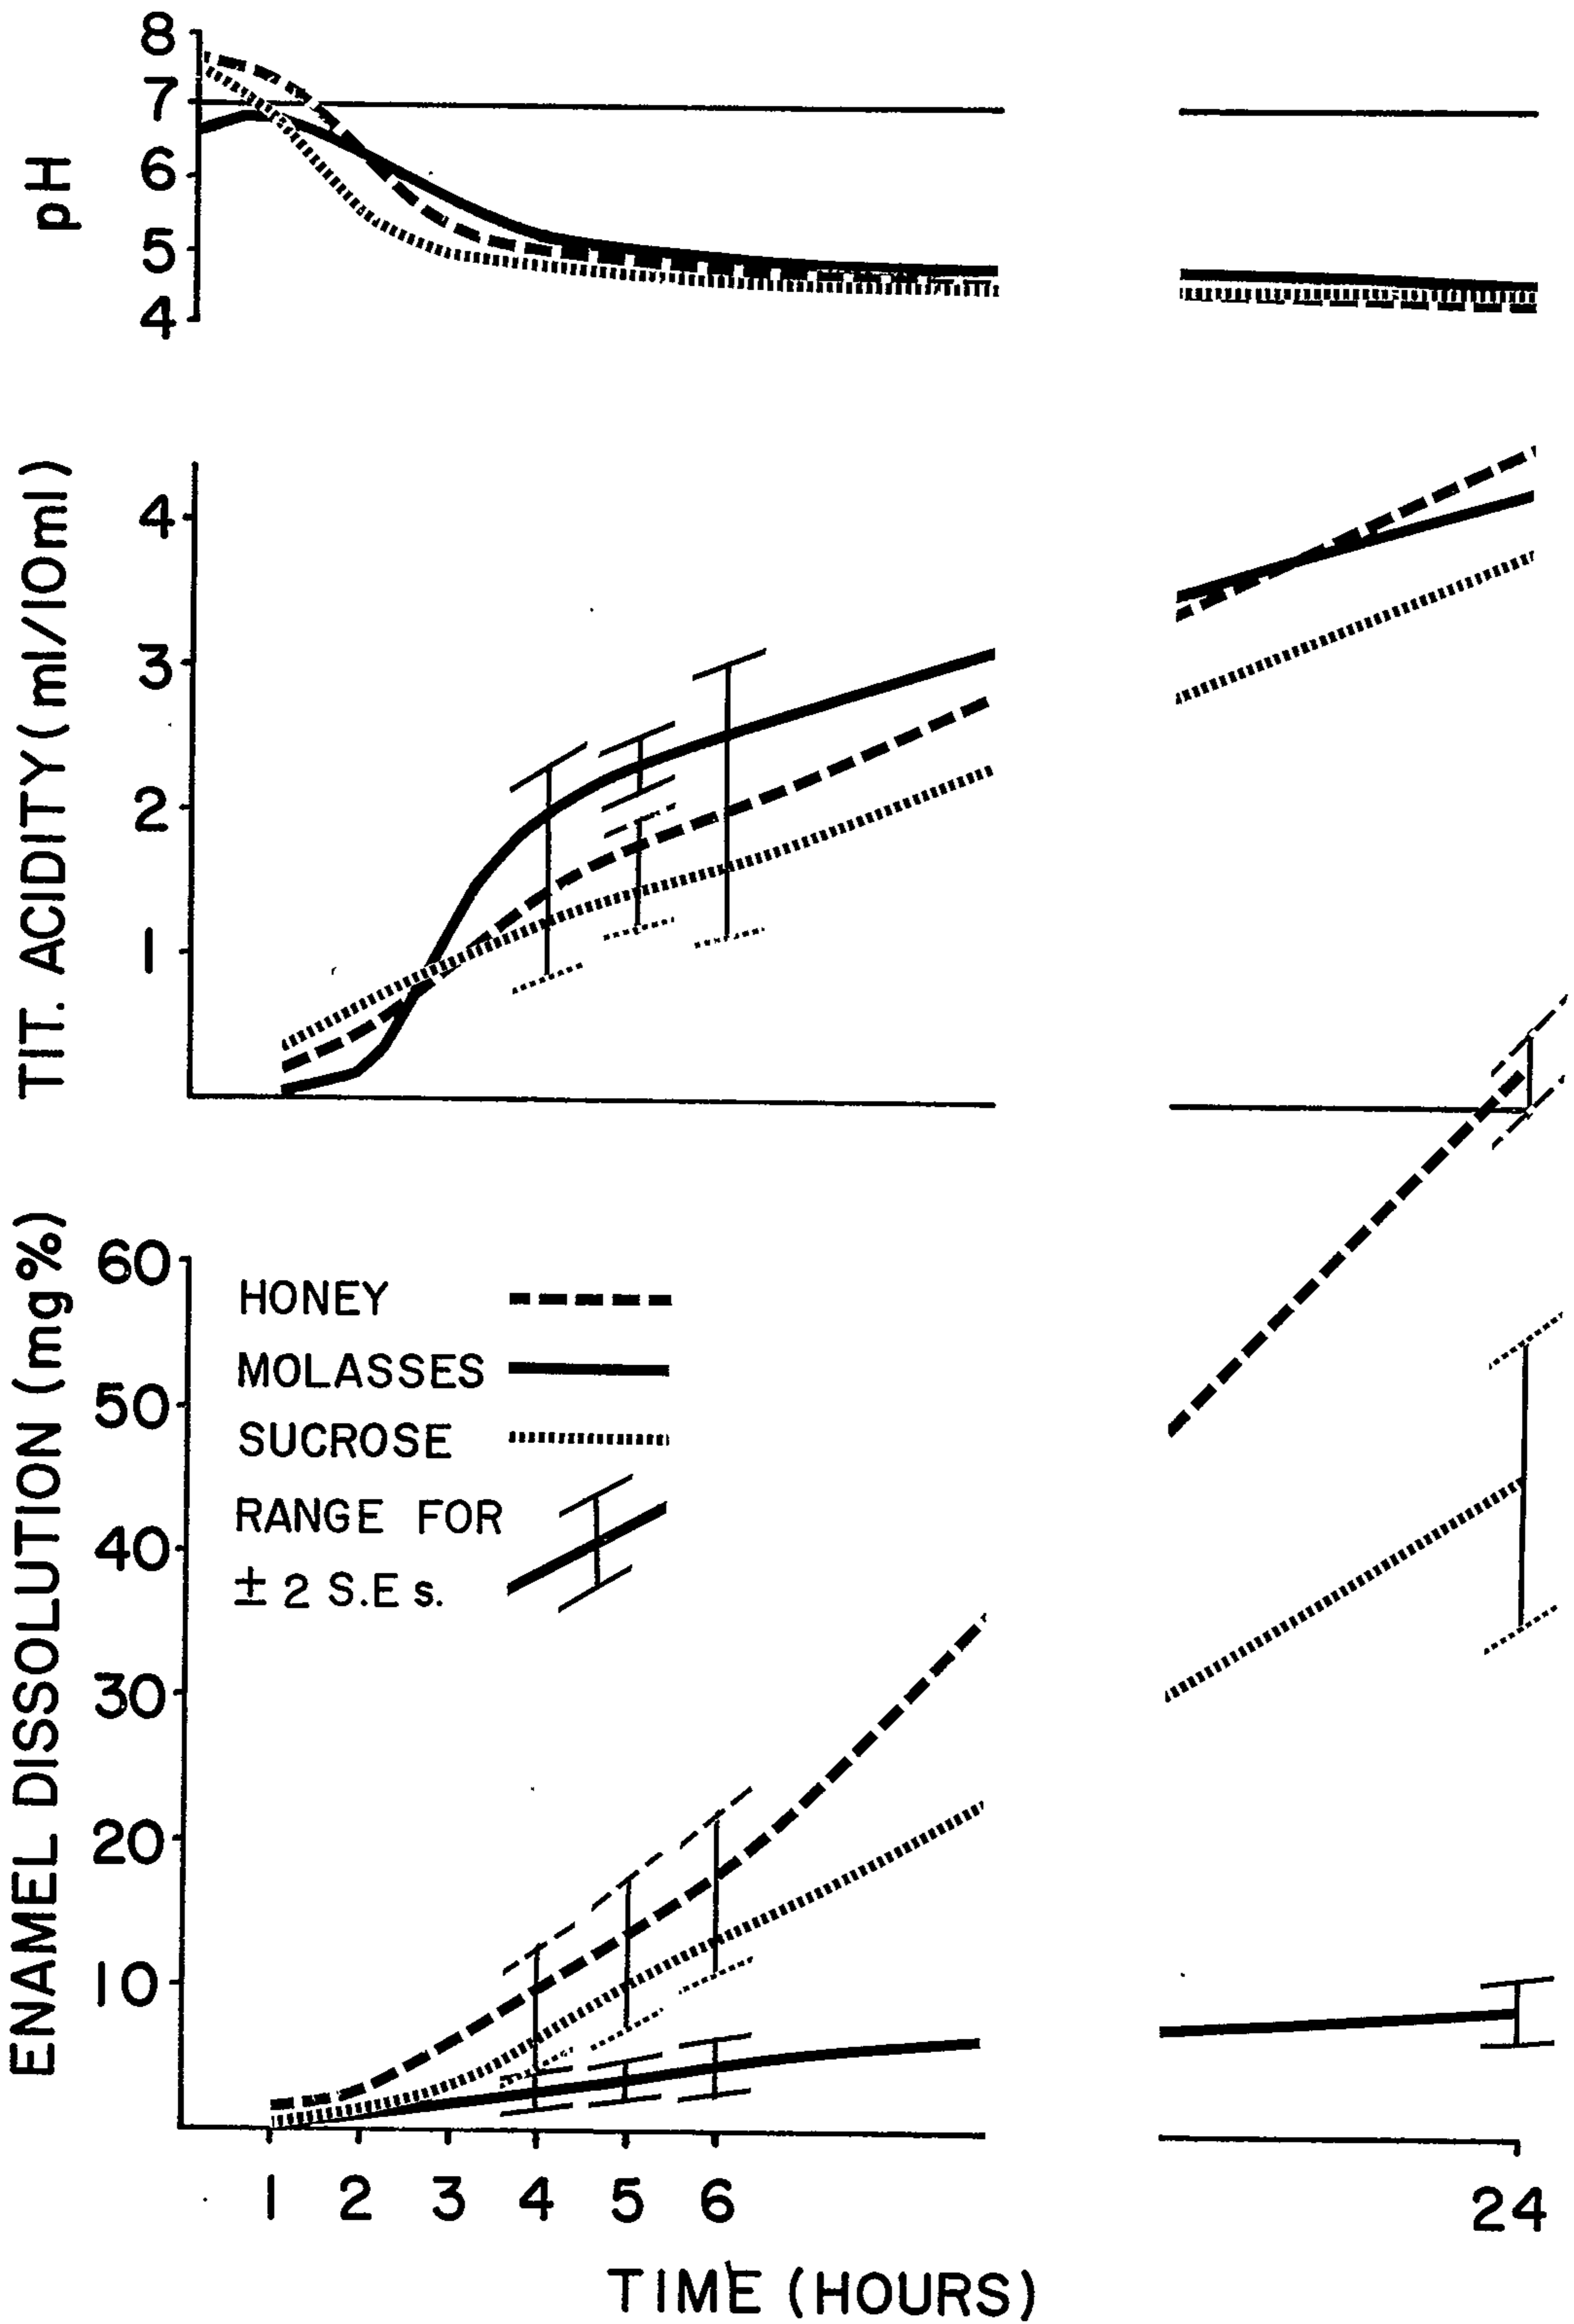 8
7
6
5
4
pH
4
3
2
1
TIT. ACIDITY (ml/10ml)
60
50
40
30
20
10
ENAMEL DISSOLUTION (mg%)
HONEY
MOLASSES
SUCROSE
RANGE FOR
± 2 S.E s.
1 2 3 4 5 6 24
TIME (HOURS)